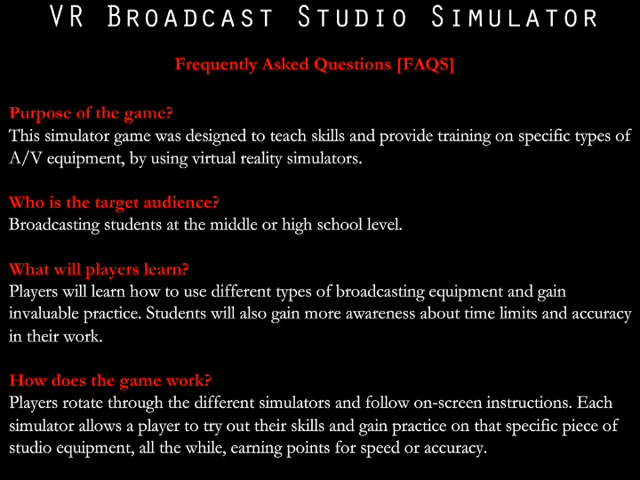 VR Broadcast Studio Simulator
Frequently Asked Questions [FAQS]
Purpose of the game?
This simulator game was designed to teach skills and provide training on specific types of
A/V equipment, by using virtual reality simulators.
Who is the target audience?
Broadcasting students at the middle or high school level.
What will players learn?
Players will learn how to use different types of broadcasting equipment and gain
invaluable practice. Students will also gain more awareness about time limits and accuracy
in their work.
How does the game work?
Players rotate through the different simulators and follow on-screen instructions. Each
simulator allows a player to try out their skills and gain practice on that specific piece of
studio equipment, all the while, earning points for speed or accuracy.